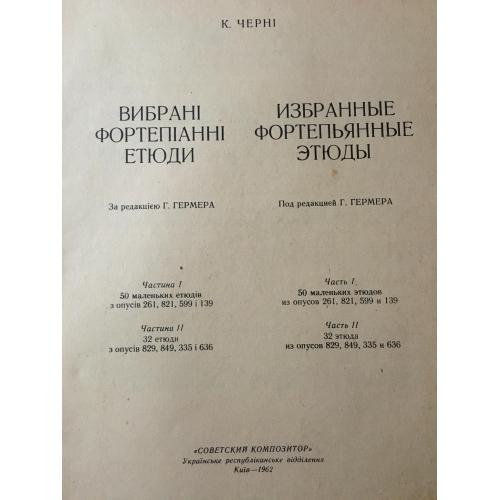 К. ЧЕРНІ
ВИБРАНІ
ФОРТЕПІАННІ
ЕТЮДИ
За редакцією Г. ГЕРМЕРА
Частина I
50 маленьких етюдів
з опусів 261, 821, 599 і 139
Частина II
32 етюди
з опусів 829, 849, 335 і 636
ИЗБРАННЫЕ
ФОРТЕПЬЯННЫЕ
ЭТЮДЫ
Под редакцией Г. ГЕРМЕРА
Часть I
50 маленьких этюдов
из опусов 261, 821, 599 и 139
Часть II
32 этюда
из опусов 829, 849, 335 и 636
«СОВЕТСКИЙ КОМПОЗИТОР»
Українське республіканське відділення
Київ—1962